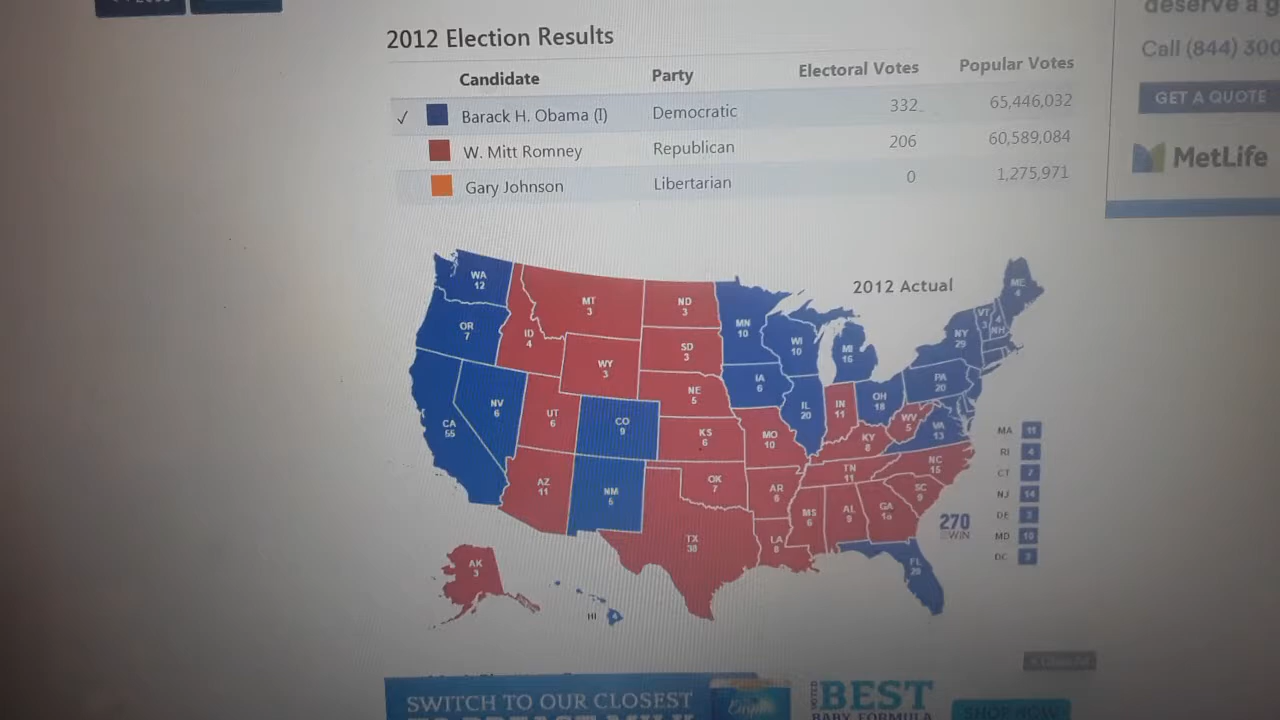 deserve a g
2012 Election Results
Call (844) 300
Candidate Party Electoral Votes Popular Votes
✓ Barack H. Obama (I) Democratic 332 65,446,032
GET A QUOTE
W. Mitt Romney Republican 206 60,589,084
MetLife
Gary Johnson Libertarian 0 1,275,971
2012 Actual
WA 12
OR 7
CA 55
NV 6
ID 4
MT 3
WY 3
UT 6
AZ 11
CO 9
NM 5
ND 3
SD 3
NE 5
KS 6
OK 7
TX 38
MN 10
IA 6
MO 10
AR 6
LA 8
WI 10
IL 20
MI 16
IN 11
OH 18
KY 8
TN 11
MS 6
AL 9
GA 16
FL 29
SC 9
NC 15
VA 13
WV 5
PA 20
NY 29
VT 3
4 NH
ME 4
AK 3
HI 4
MA 11
RI 4
CT 7
NJ 14
DE 3
MD 10
DC 3
270
TO WIN
SWITCH TO OUR CLOSEST
Enfamil
BEST
BABY FORMULA
SHOP NOW